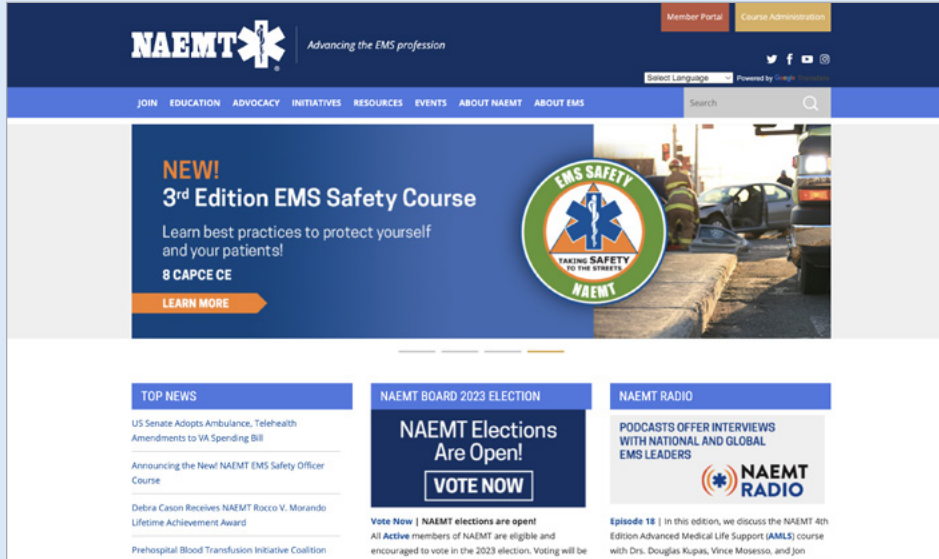 Member Portal
Course Administration
NAEMT
Advancing the EMS profession
Select Language
Powered by Google Translate
JOIN EDUCATION ADVOCACY INITIATIVES RESOURCES EVENTS ABOUT NAEMT ABOUT EMS
Search
NEW!
3rd Edition EMS Safety Course
Learn best practices to protect yourself
and your patients!
8 CAPCE CE
LEARN MORE
EMS SAFETY
TAKING SAFETY
TO THE STREETS
NAEMT
TOP NEWS
US Senate Adopts Ambulance, Telehealth
Amendments to VA Spending Bill
Announcing the New! NAEMT EMS Safety Officer
Course
Debra Cason Receives NAEMT Rocco V. Morando
Lifetime Achievement Award
Prehospital Blood Transfusion Initiative Coalition
NAEMT BOARD 2023 ELECTION
NAEMT Elections
Are Open!
VOTE NOW
Vote Now | NAEMT elections are open!
All Active members of NAEMT are eligible and
encouraged to vote in the 2023 election. Voting will be
NAEMT RADIO
PODCASTS OFFER INTERVIEWS
WITH NATIONAL AND GLOBAL
EMS LEADERS
NAEMT
RADIO
Episode 18 | In this edition, we discuss the NAEMT 4th
Edition Advanced Medical Life Support (AMLS) course
with Drs. Douglas Kupas, Vince Mosesso, and Jon